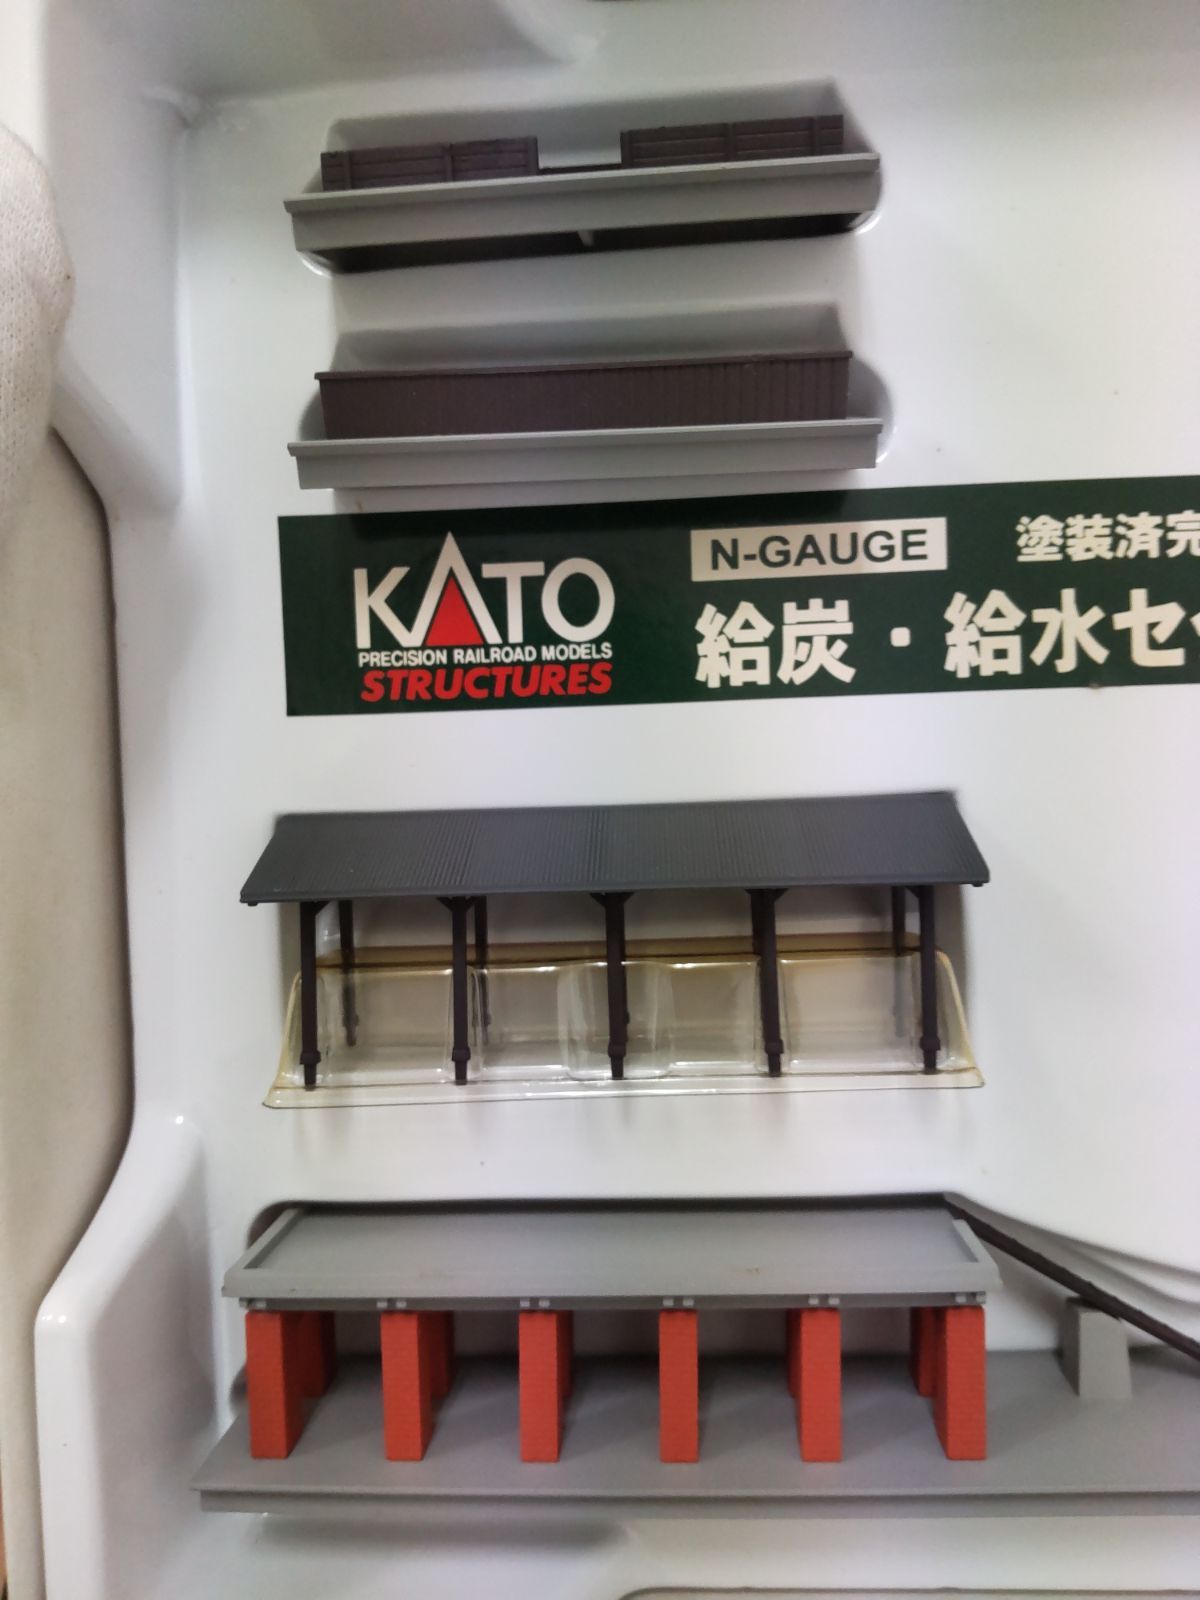 KATO
PRECISION RAILROAD MODELS
STRUCTURES
N-GAUGE 塗装済完
給炭・給水セ